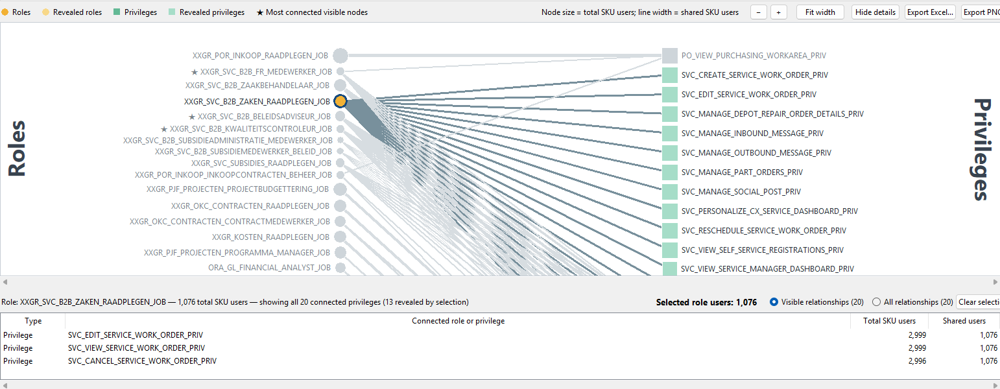 Roles Revealed roles Privileges Revealed privileges ★ Most connected visible nodes Node size = total SKU users; line width = shared SKU users − + Fit width Hide details Export Excel... Export PNG
Roles
XXGR_POR_INKOOP_RAADPLEGEN_JOB
★ XXGR_SVC_B2B_FR_MEDEWERKER_JOB
XXGR_SVC_B2B_ZAAKBEHANDELAAR_JOB
XXGR_SVC_B2B_ZAKEN_RAADPLEGEN_JOB
★ XXGR_SVC_B2B_BELEIDSADVISEUR_JOB
★ XXGR_SVC_B2B_KWALITEITSCONTROLEUR_JOB
XXGR_SVC_B2B_SUBSIDIEADMINISTRATIE_MEDEWERKER_JOB
XXGR_SVC_B2B_SUBSIDIEMEDEWERKER_BELEID_JOB
XXGR_SVC_SUBSIDIES_RAADPLEGEN_JOB
XXGR_POR_INKOOP_INKOOPCONTRACTEN_BEHEER_JOB
XXGR_PJF_PROJECTEN_PROJECTBUDGETTERING_JOB
XXGR_OKC_CONTRACTEN_RAADPLEGEN_JOB
XXGR_OKC_CONTRACTEN_CONTRACTMEDEWERKER_JOB
XXGR_KOSTEN_RAADPLEGEN_JOB
XXGR_PJF_PROJECTEN_PROGRAMMA_MANAGER_JOB
ORA_GL_FINANCIAL_ANALYST_JOB
PO_VIEW_PURCHASING_WORKAREA_PRIV
SVC_CREATE_SERVICE_WORK_ORDER_PRIV
SVC_EDIT_SERVICE_WORK_ORDER_PRIV
SVC_MANAGE_DEPOT_REPAIR_ORDER_DETAILS_PRIV
SVC_MANAGE_INBOUND_MESSAGE_PRIV
SVC_MANAGE_OUTBOUND_MESSAGE_PRIV
SVC_MANAGE_PART_ORDERS_PRIV
SVC_MANAGE_SOCIAL_POST_PRIV
SVC_PERSONALIZE_CX_SERVICE_DASHBOARD_PRIV
SVC_RESCHEDULE_SERVICE_WORK_ORDER_PRIV
SVC_VIEW_SELF_SERVICE_REGISTRATIONS_PRIV
SVC_VIEW_SERVICE_MANAGER_DASHBOARD_PRIV
Privileges
Role: XXGR_SVC_B2B_ZAKEN_RAADPLEGEN_JOB — 1,076 total SKU users — showing all 20 connected privileges (13 revealed by selection) Selected role users: 1,076 Visible relationships (20) All relationships (20) Clear selecti
Type Connected role or privilege Total SKU users Shared users
Privilege SVC_EDIT_SERVICE_WORK_ORDER_PRIV 2,999 1,076
Privilege SVC_VIEW_SERVICE_WORK_ORDER_PRIV 2,999 1,076
Privilege SVC_CANCEL_SERVICE_WORK_ORDER_PRIV 2,996 1,076